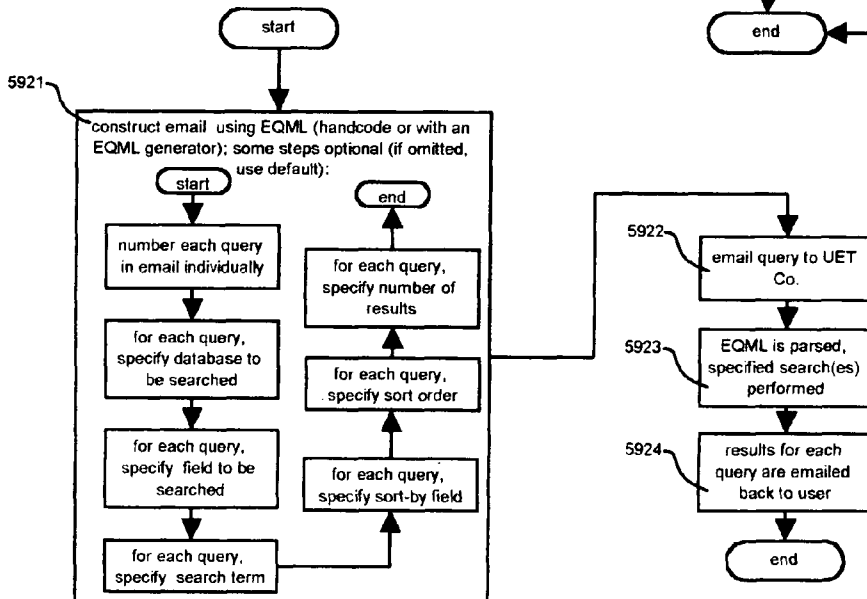 start
end
5921
construct email using EQML (handcode or with an
EQML generator); some steps optional (if omitted,
use default):
start
number each query
in email individually
for each query,
specify database to
be searched
for each query,
specify field to be
searched
for each query,
specify search term
for each query,
specify sort-by field
for each query,
specify sort order
for each query,
specify number of
results
end
5922
email query to UET
Co.
5923
EQML is parsed,
specified search(es)
performed
5924
results for each
query are emailed
back to user
end